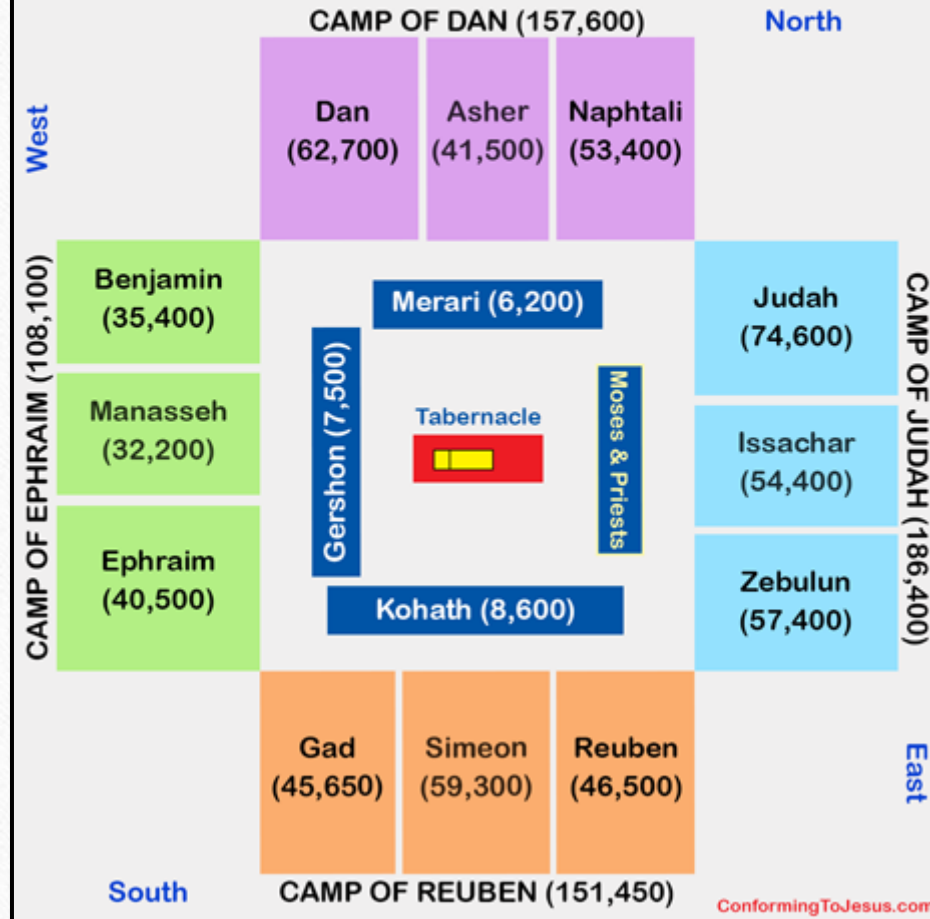 CAMP OF DAN (157,600)
North
West
Dan
(62,700)
Asher
(41,500)
Naphtali
(53,400)
CAMP OF EPHRAIM (108,100)
Benjamin
(35,400)
Manasseh
(32,200)
Ephraim
(40,500)
Merari (6,200)
Gershon (7,500)
Tabernacle
Moses & Priests
Kohath (8,600)
Judah
(74,600)
Issachar
(54,400)
Zebulun
(57,400)
CAMP OF JUDAH (186,400)
Gad
(45,650)
Simeon
(59,300)
Reuben
(46,500)
East
South
CAMP OF REUBEN (151,450)
ConformingToJesus.com